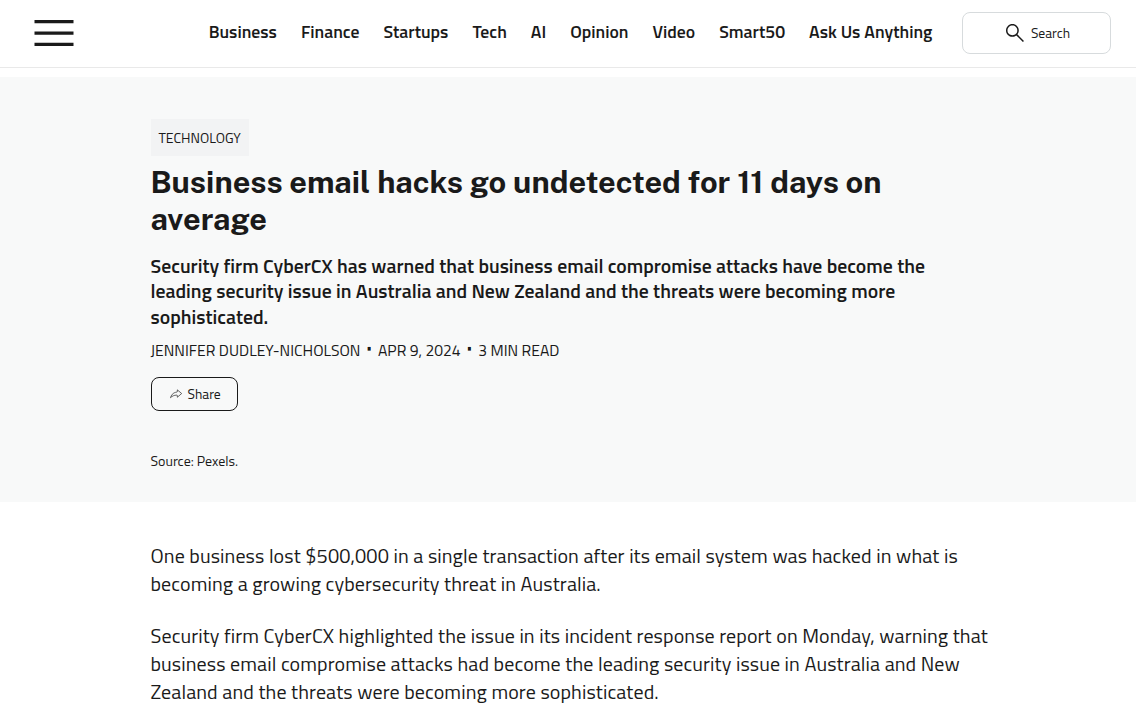 Business Finance Startups Tech AI Opinion Video Smart50 Ask Us Anything Search
TECHNOLOGY
Business email hacks go undetected for 11 days on
average
Security firm CyberCX has warned that business email compromise attacks have become the
leading security issue in Australia and New Zealand and the threats were becoming more
sophisticated.
JENNIFER DUDLEY-NICHOLSON · APR 9, 2024 · 3 MIN READ
Share
Source: Pexels.
One business lost $500,000 in a single transaction after its email system was hacked in what is
becoming a growing cybersecurity threat in Australia.
Security firm CyberCX highlighted the issue in its incident response report on Monday, warning that
business email compromise attacks had become the leading security issue in Australia and New
Zealand and the threats were becoming more sophisticated.